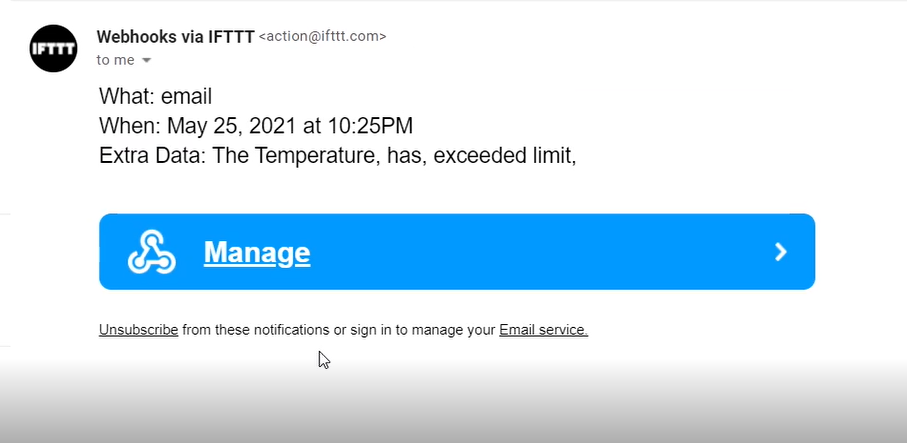 IFTTT
Webhooks via IFTTT <action@ifttt.com>
to me
What: email
When: May 25, 2021 at 10:25PM
Extra Data: The Temperature, has, exceeded limit,
Manage
Unsubscribe from these notifications or sign in to manage your Email service.